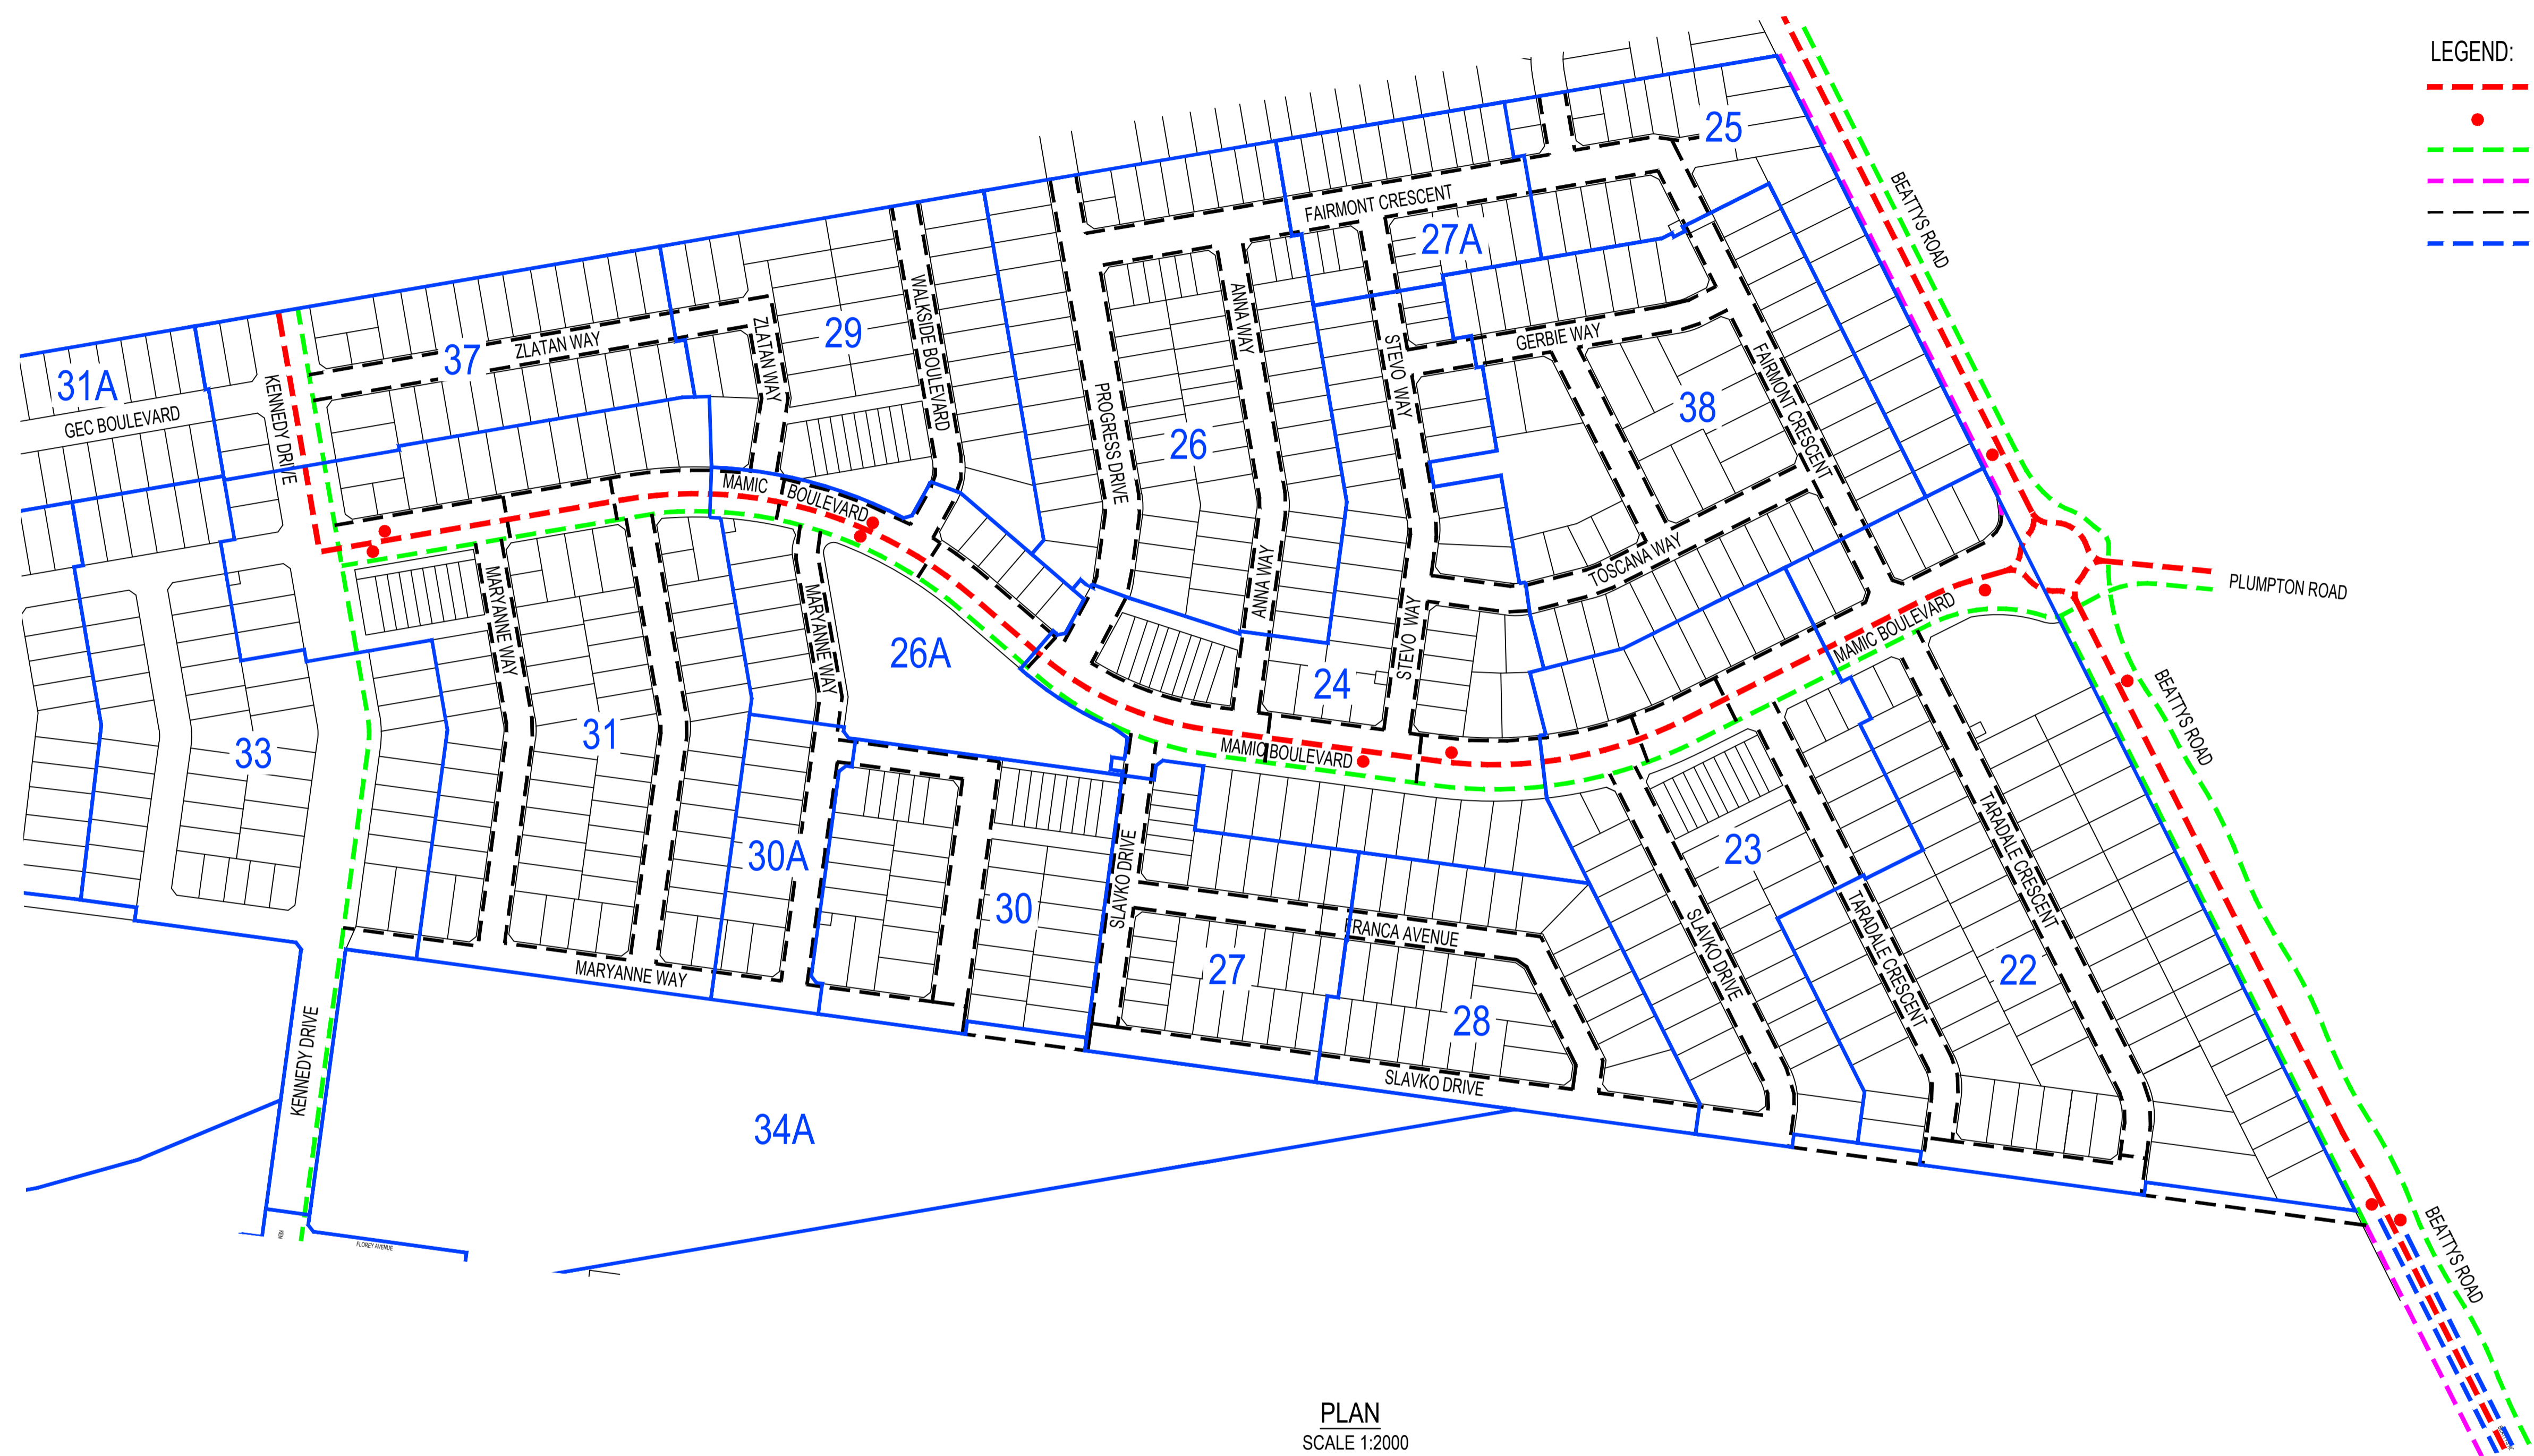 LEGEND:
25
BEATTYS ROAD
FAIRMONT CRESCENT
27A
WALKSIDE BOULEVARD
29
ZLATAN WAY
ZLATAN WAY
37
31A
GEC BOULEVARD
KENNEDY DRIVE
ANNA WAY
STEVO WAY
GERBIE WAY
FAIRMONT CRESCENT
38
PROGRESS DRIVE
26
MAMIC BOULEVARD
ANNA WAY
TOSCANA WAY
PLUMPTON ROAD
MARYANNE WAY
MARYANNE WAY
26A
STEVO WAY
24
MAMIC BOULEVARD
BEATTYS ROAD
33
31
MAMIC BOULEVARD
30A
30
SLAVKO DRIVE
23
TARADALE CRESCENT
FRANCA AVENUE
27
28
SLAVKO DRIVE
TARADALE CRESCENT
22
MARYANNE WAY
KENNEDY DRIVE
SLAVKO DRIVE
34A
FLOREY AVENUE
BEATTYS ROAD
PLAN
SCALE 1:2000